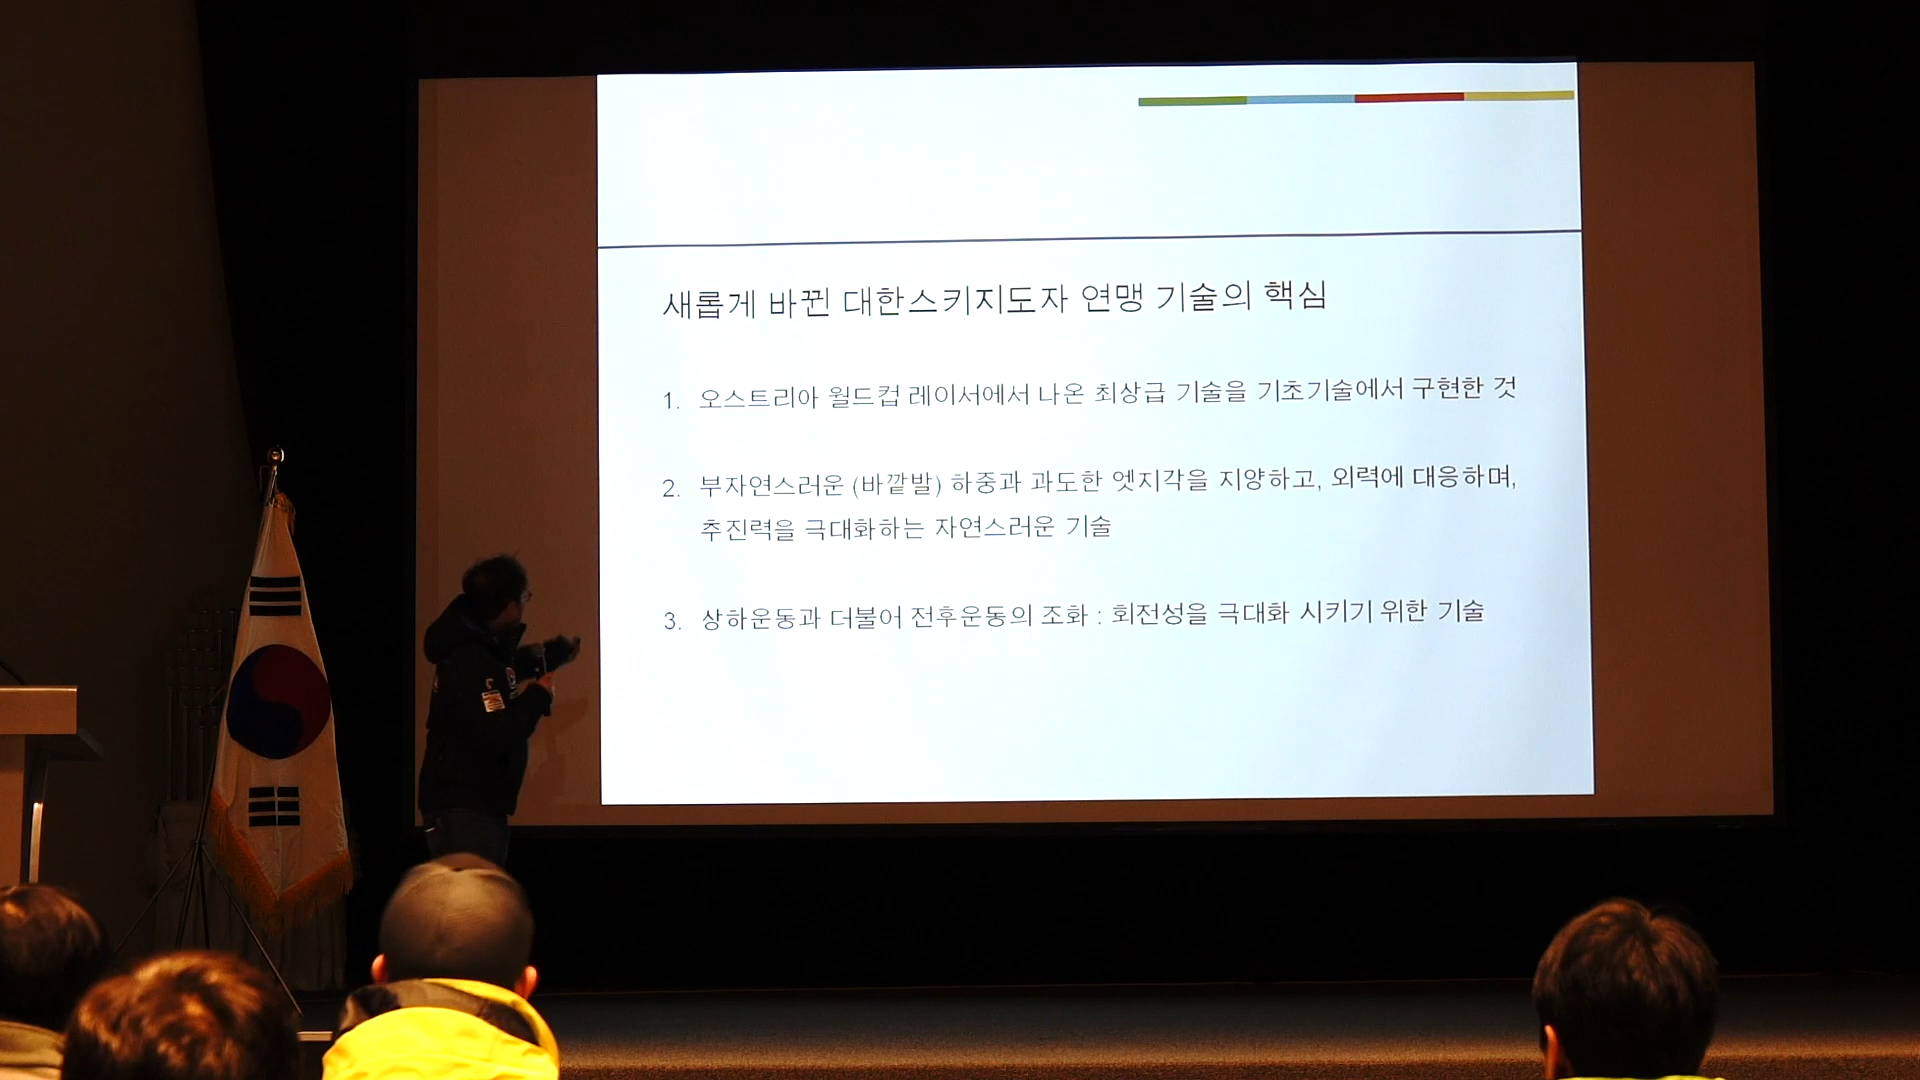 새롭게 바뀐 대한스키지도자 연맹 기술의 핵심
1. 오스트리아 월드컵 레이서에서 나온 최상급 기술을 기초기술에서 구현한 것
2. 부자연스러운 (바깥발) 하중과 과도한 엣지각을 지양하고, 외력에 대응하며,
추진력을 극대화하는 자연스러운 기술
3. 상하운동과 더불어 전후운동의 조화 : 회전성을 극대화 시키기 위한 기술